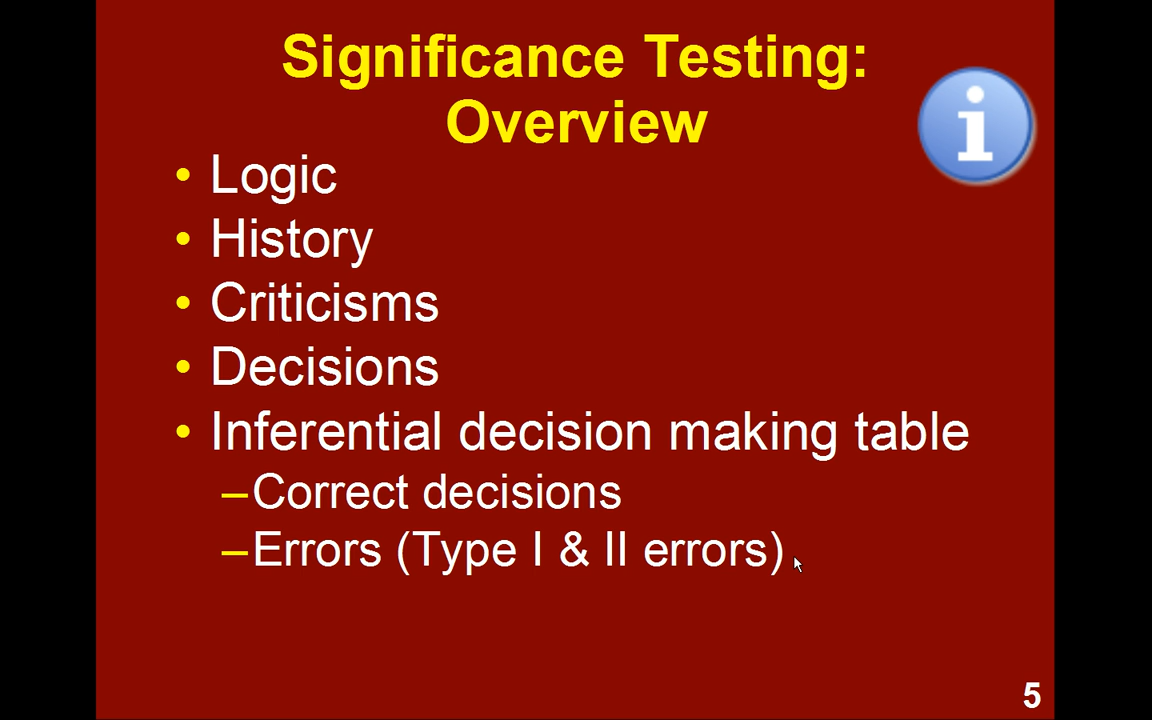 Significance Testing:
Overview
• Logic
• History
• Criticisms
• Decisions
• Inferential decision making table
–Correct decisions
–Errors (Type I & II errors)
5